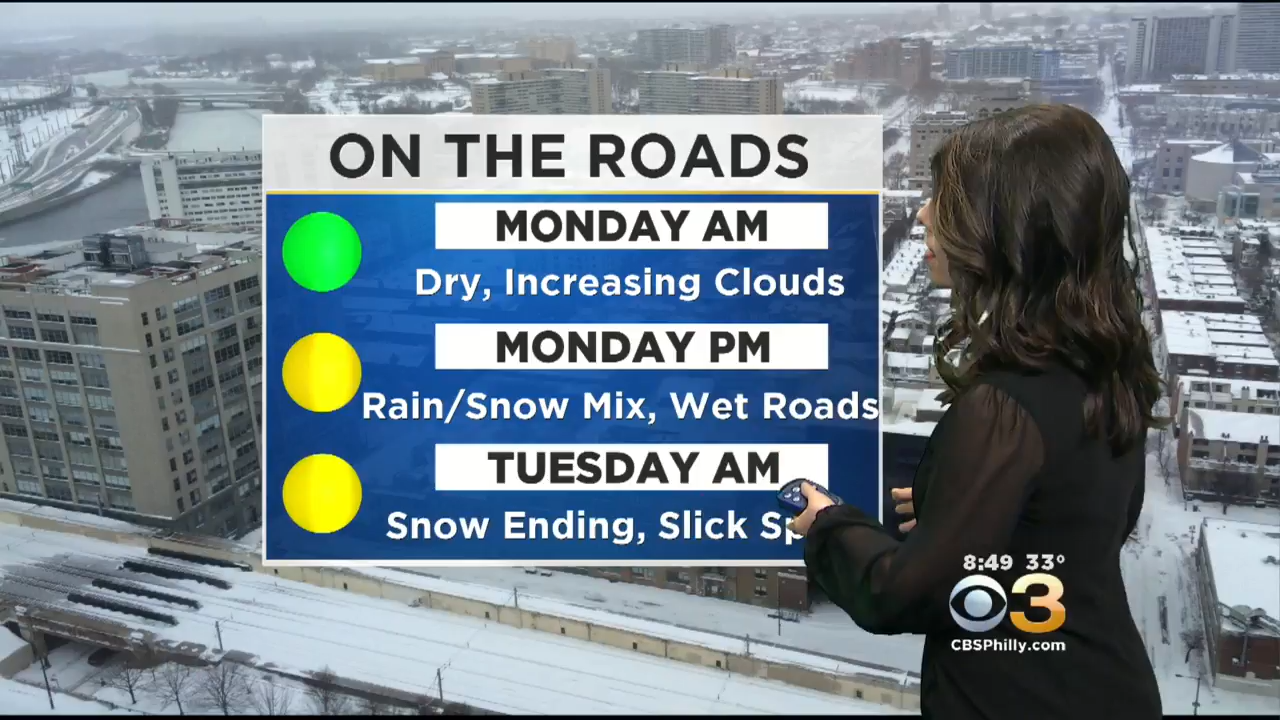 ON THE ROADS
MONDAY AM
Dry, Increasing Clouds
MONDAY PM
Rain/Snow Mix, Wet Roads
TUESDAY AM
Snow Ending, Slick
8:49 33°
3
CBSPhilly.com